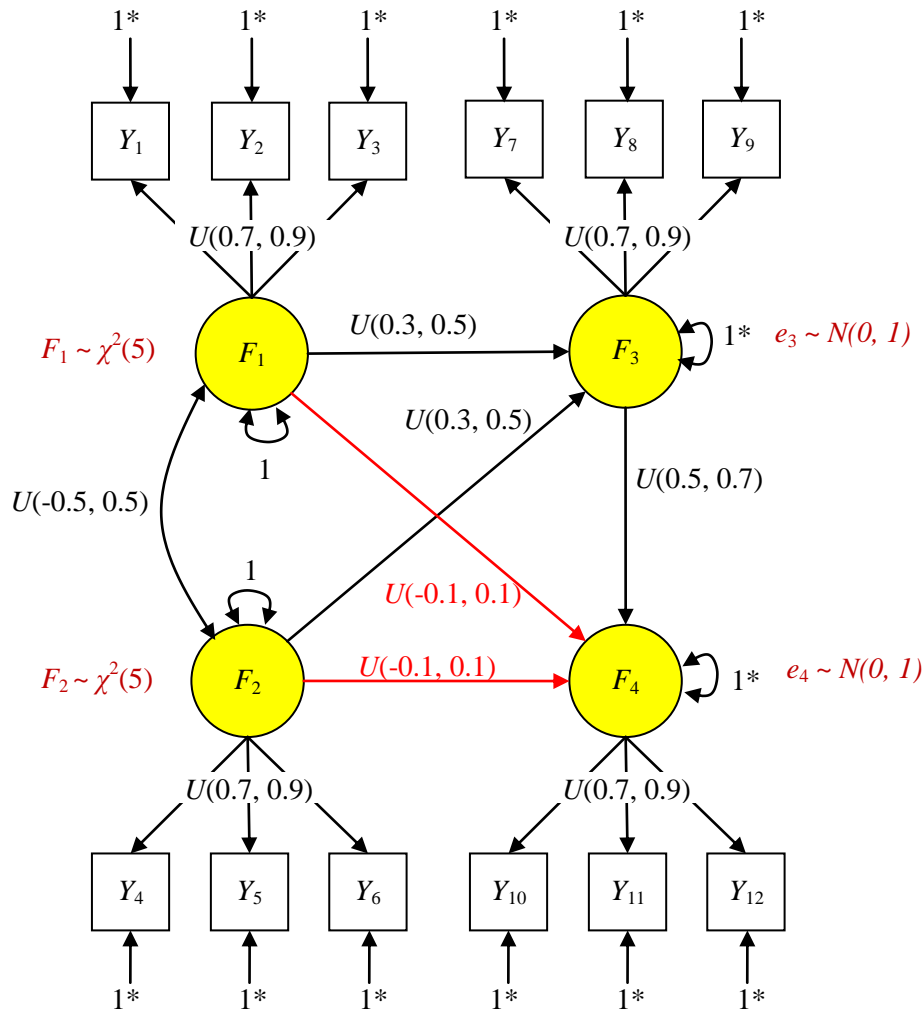 1* 1* 1* 1* 1* 1*
Y₁ Y₂ Y₃ Y₇ Y₈ Y₉
U(0.7, 0.9) U(0.7, 0.9)
F₁ ~ χ²(5) F₁ U(0.3, 0.5) F₃ 1* e₃ ~ N(0, 1)
U(0.3, 0.5)
1
U(-0.5, 0.5) U(0.5, 0.7)
1
U(-0.1, 0.1)
F₂ ~ χ²(5) F₂ U(-0.1, 0.1) F₄ 1* e₄ ~ N(0, 1)
U(0.7, 0.9) U(0.7, 0.9)
Y₄ Y₅ Y₆ Y₁₀ Y₁₁ Y₁₂
1* 1* 1* 1* 1* 1*